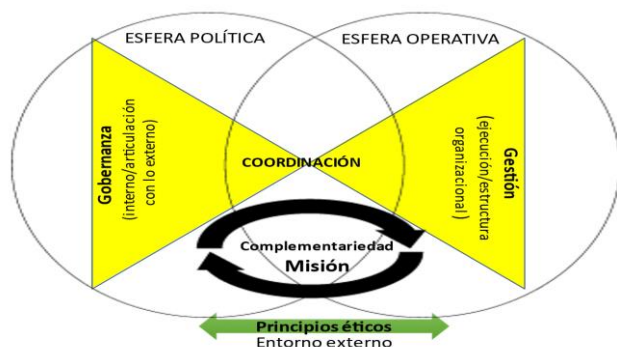 ESFERA POLÍTICA
ESFERA OPERATIVA
Gobernanza
(interno/articulación
con lo externo)
COORDINACIÓN
Gestión
(ejecución/estructura
organizacional)
Complementariedad
Misión
Principios éticos
Entorno externo